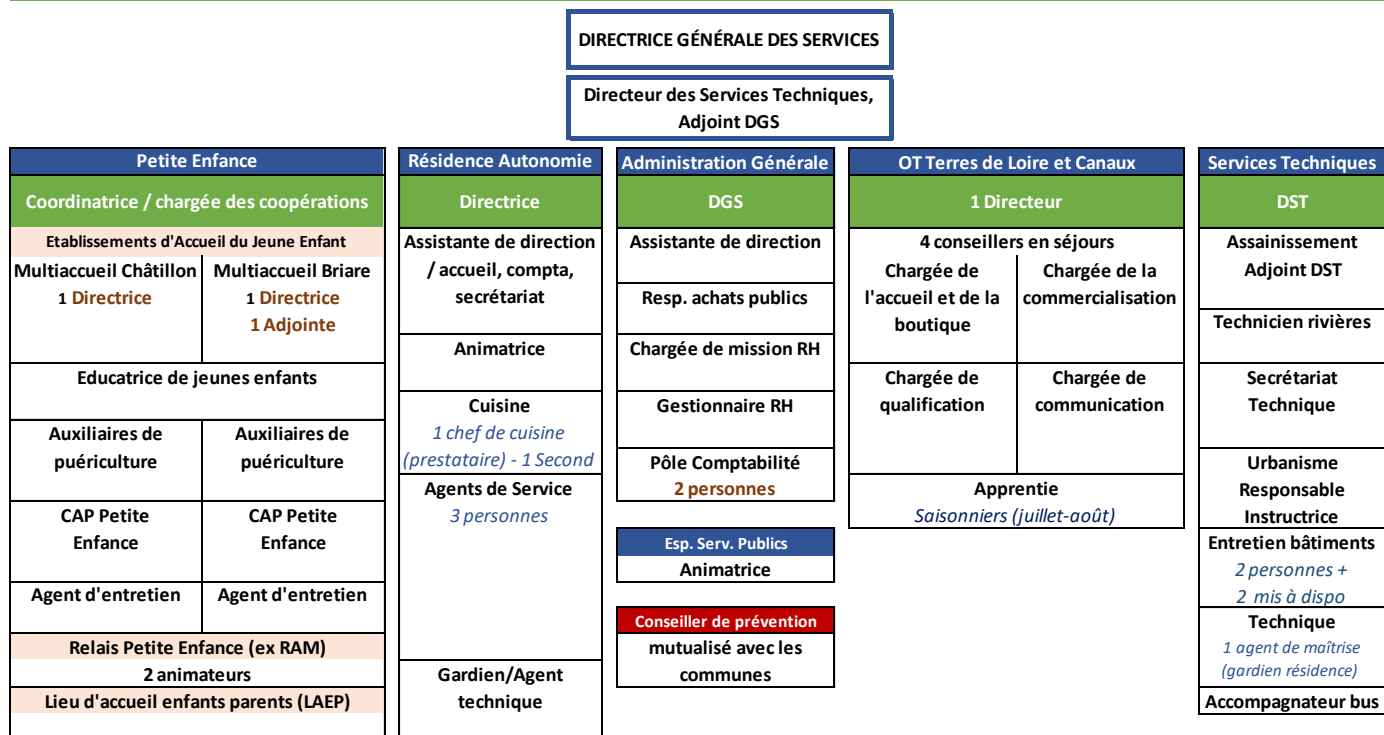 DIRECTRICE GÉNÉRALE DES SERVICES
Directeur des Services Techniques,
Adjoint DGS
Petite Enfance
Coordinatrice / chargée des coopérations
Etablissements d'Accueil du Jeune Enfant
Multiaccueil Châtillon
1 Directrice
Multiaccueil Briare
1 Directrice
1 Adjointe
Educatrice de jeunes enfants
Auxiliaires de
puériculture
Auxiliaires de
puériculture
CAP Petite
Enfance
CAP Petite
Enfance
Agent d'entretien
Agent d'entretien
Relais Petite Enfance (ex RAM)
2 animateurs
Lieu d'accueil enfants parents (LAEP)
Résidence Autonomie
Directrice
Assistante de direction
/ accueil, compta,
secrétariat
Animatrice
Cuisine
1 chef de cuisine
(prestataire) - 1 Second
Agents de Service
3 personnes
Gardien/Agent
technique
Administration Générale
DGS
Assistante de direction
Resp. achats publics
Chargée de mission RH
Gestionnaire RH
Pôle Comptabilité
2 personnes
Esp. Serv. Publics
Animatrice
Conseiller de prévention
mutualisé avec les
communes
OT Terres de Loire et Canaux
1 Directeur
4 conseillers en séjours
Chargée de
l'accueil et de la
boutique
Chargée de la
commercialisation
Chargée de
qualification
Chargée de
communication
Apprentie
Saisonniers (juillet-août)
Services Techniques
DST
Assainissement
Adjoint DST
Technicien rivières
Secrétariat
Technique
Urbanisme
Responsable
Instructrice
Entretien bâtiments
2 personnes +
2 mis à dispo
Technique
1 agent de maîtrise
(gardien résidence)
Accompagnateur bus